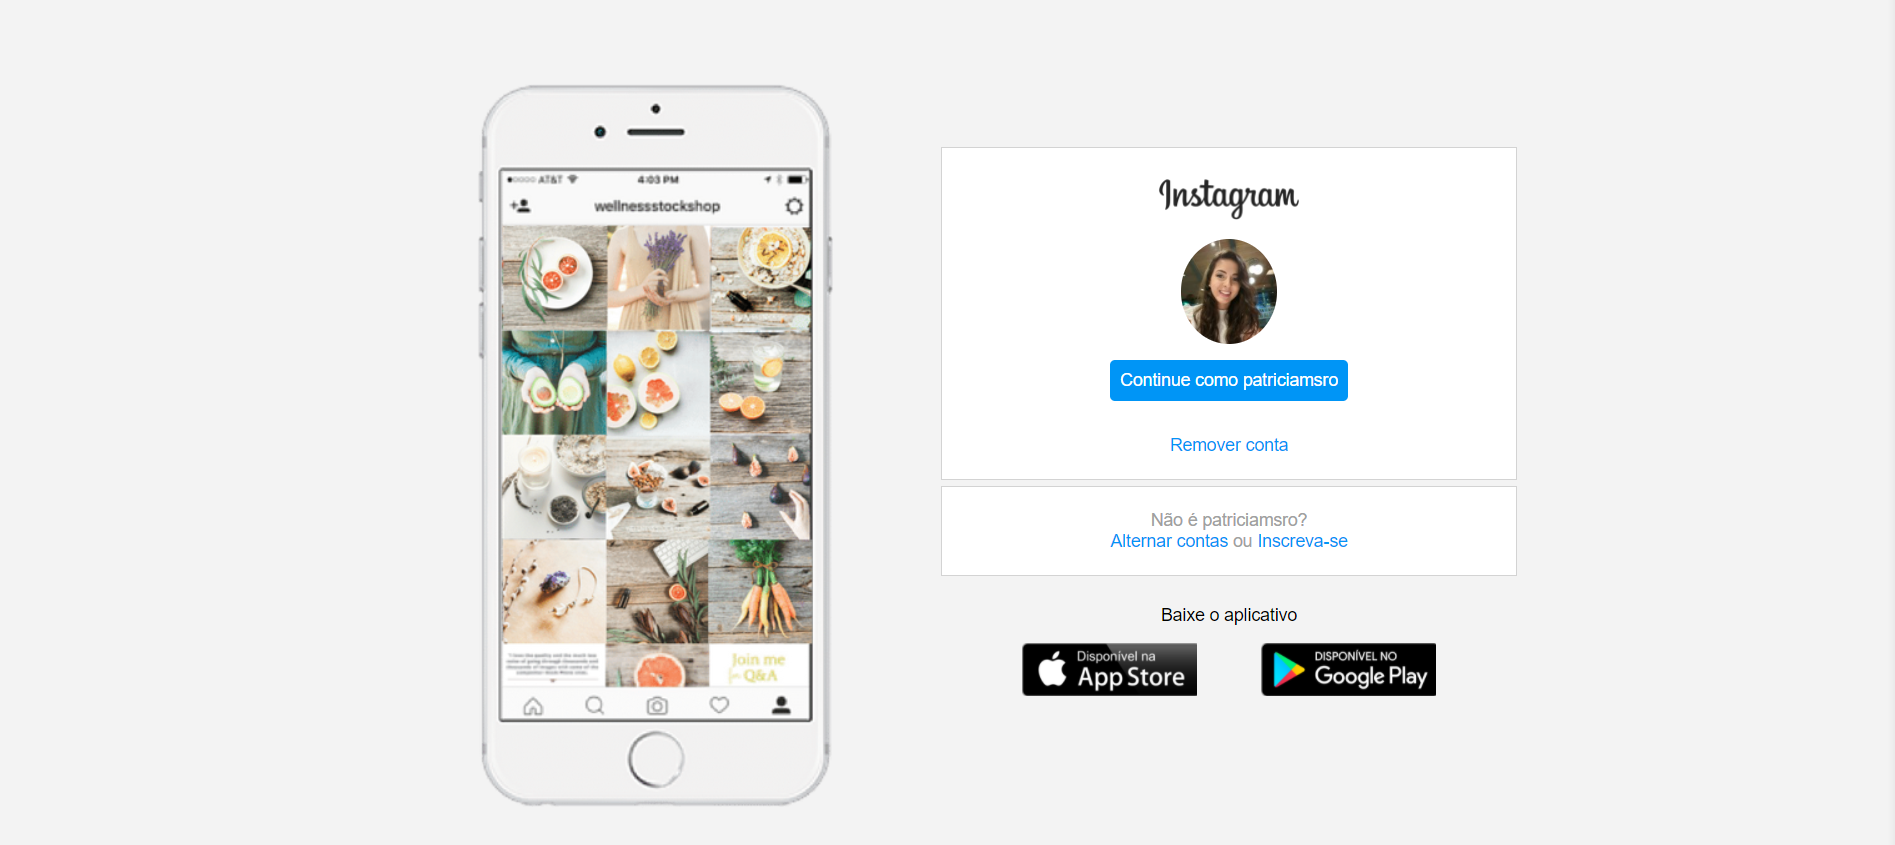 AT&T
4:03 PM
wellnessstockshop
Join me
Q&A
Instagram
Continue como patriciamsro
Remover conta
Não é patriciamsro?
Alternar contas ou Inscreva-se
Baixe o aplicativo
Disponível na
App Store
DISPONÍVEL NO
Google Play